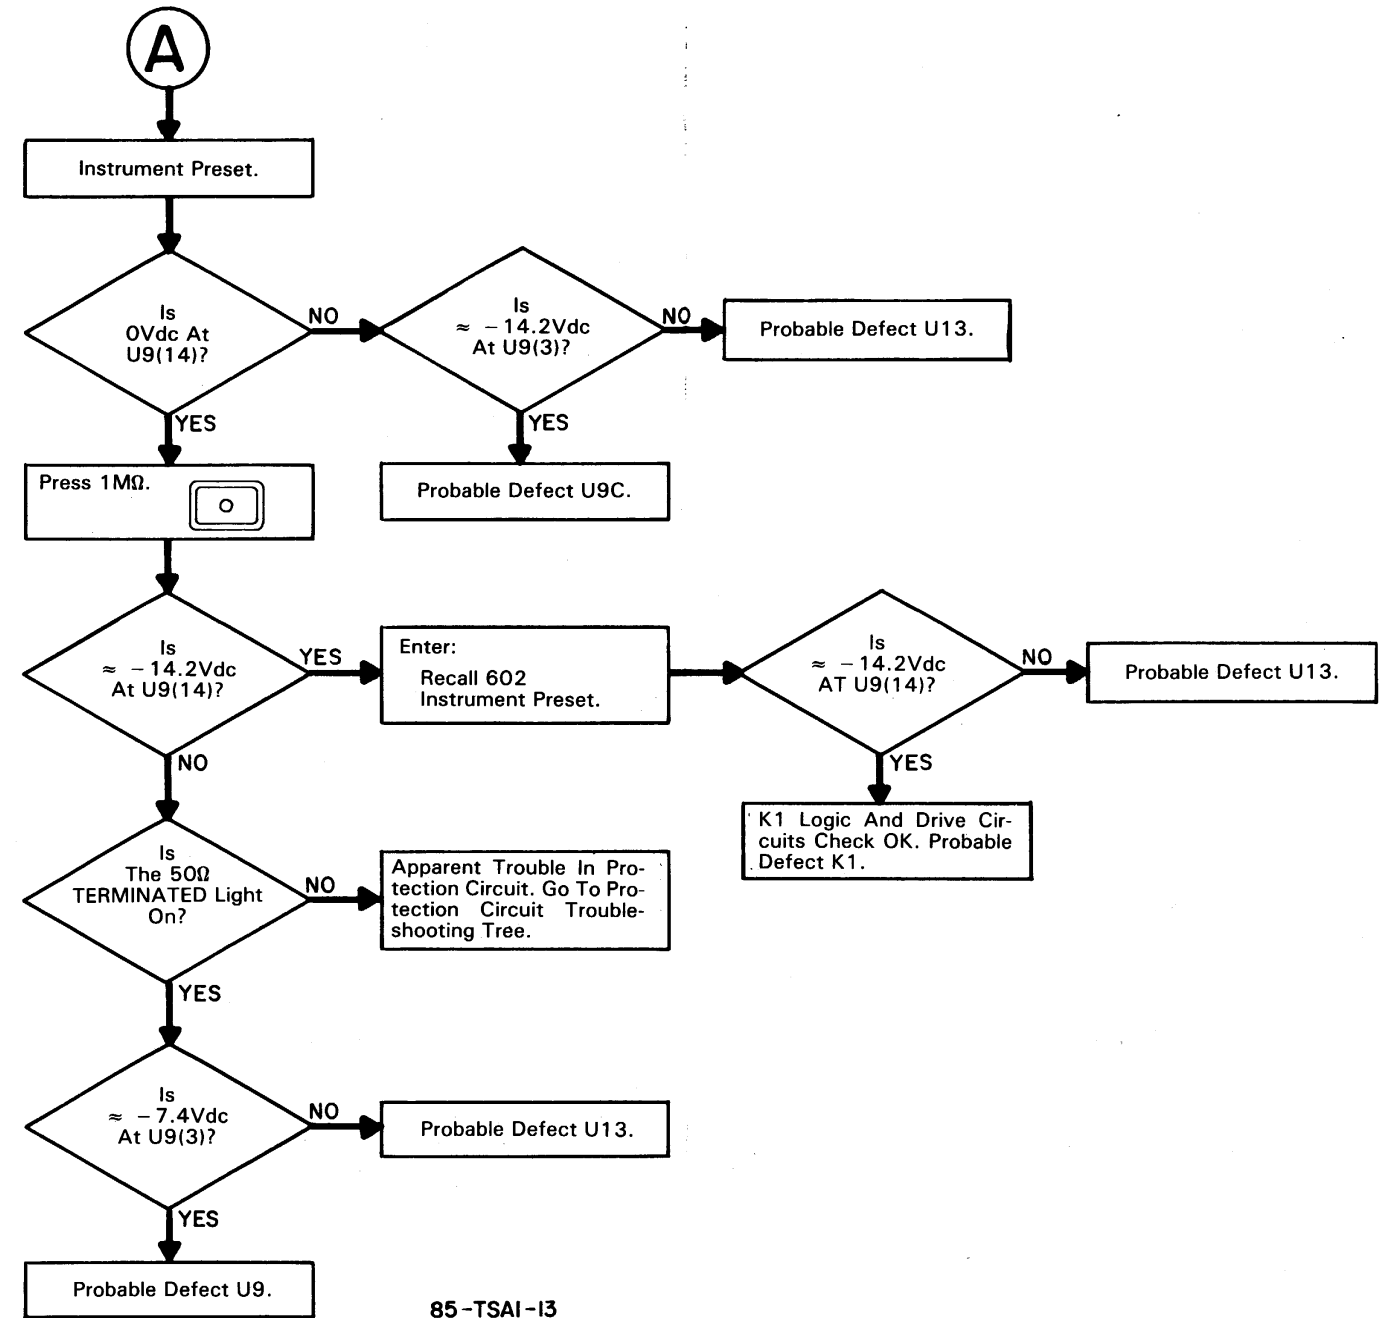 A
Instrument Preset.
Is
0Vdc At
U9(14)?
NO
Is
≈ −14.2Vdc
At U9(3)?
NO
Probable Defect U13.
YES
YES
Press 1MΩ.
Probable Defect U9C.
Is
≈ −14.2Vdc
At U9(14)?
YES
Enter:
Recall 602
Instrument Preset.
Is
≈ −14.2Vdc
AT U9(14)?
NO
Probable Defect U13.
NO
YES
K1 Logic And Drive Cir-
cuits Check OK. Probable
Defect K1.
Is
The 50Ω
TERMINATED Light
On?
NO
Apparent Trouble In Pro-
tection Circuit. Go To Pro-
tection Circuit Trouble-
shooting Tree.
YES
Is
≈ −7.4Vdc
At U9(3)?
NO
Probable Defect U13.
YES
Probable Defect U9.
85-TSA1-13